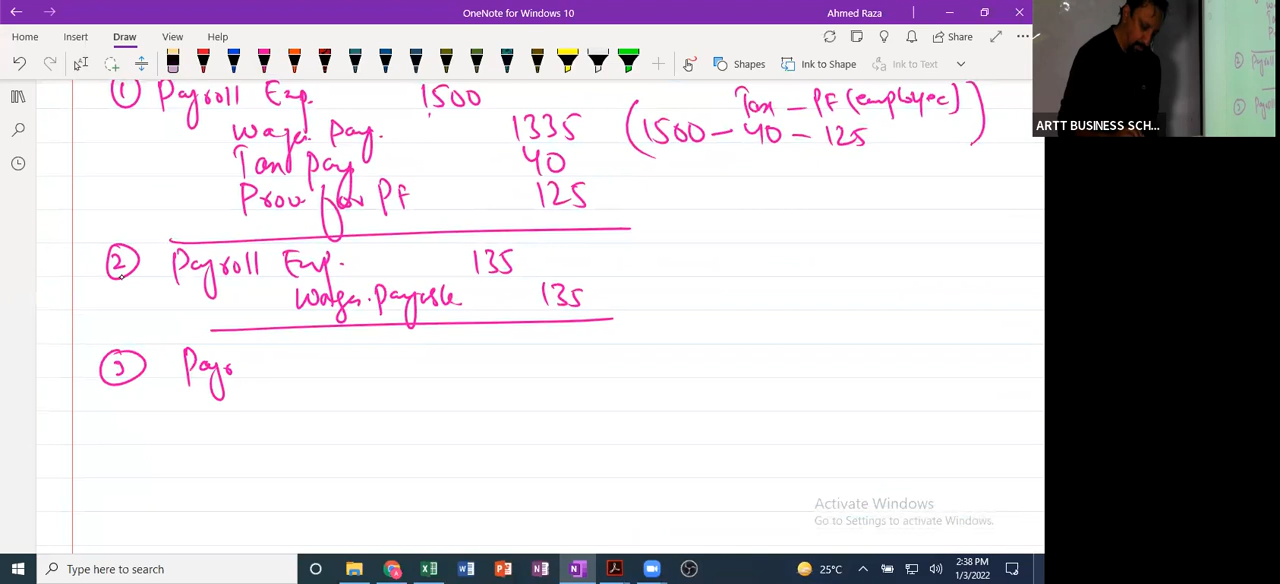 OneNote for Windows 10
Ahmed Raza
Home Insert Draw View Help
Share
Shapes Ink to Shape Ink to Text
ARTT BUSINESS SCH...
① Payroll Exp. 1500
Wages Pay. 1335
Tax pay 40
Prov for PF 125
Tax - PF (employee)
(1500 - 40 - 125)
② Payroll Exp. 135
Wages. Payable 135
③ Payr
Activate Windows
Go to Settings to activate Windows.
Type here to search
25°C
2:38 PM
1/3/2022